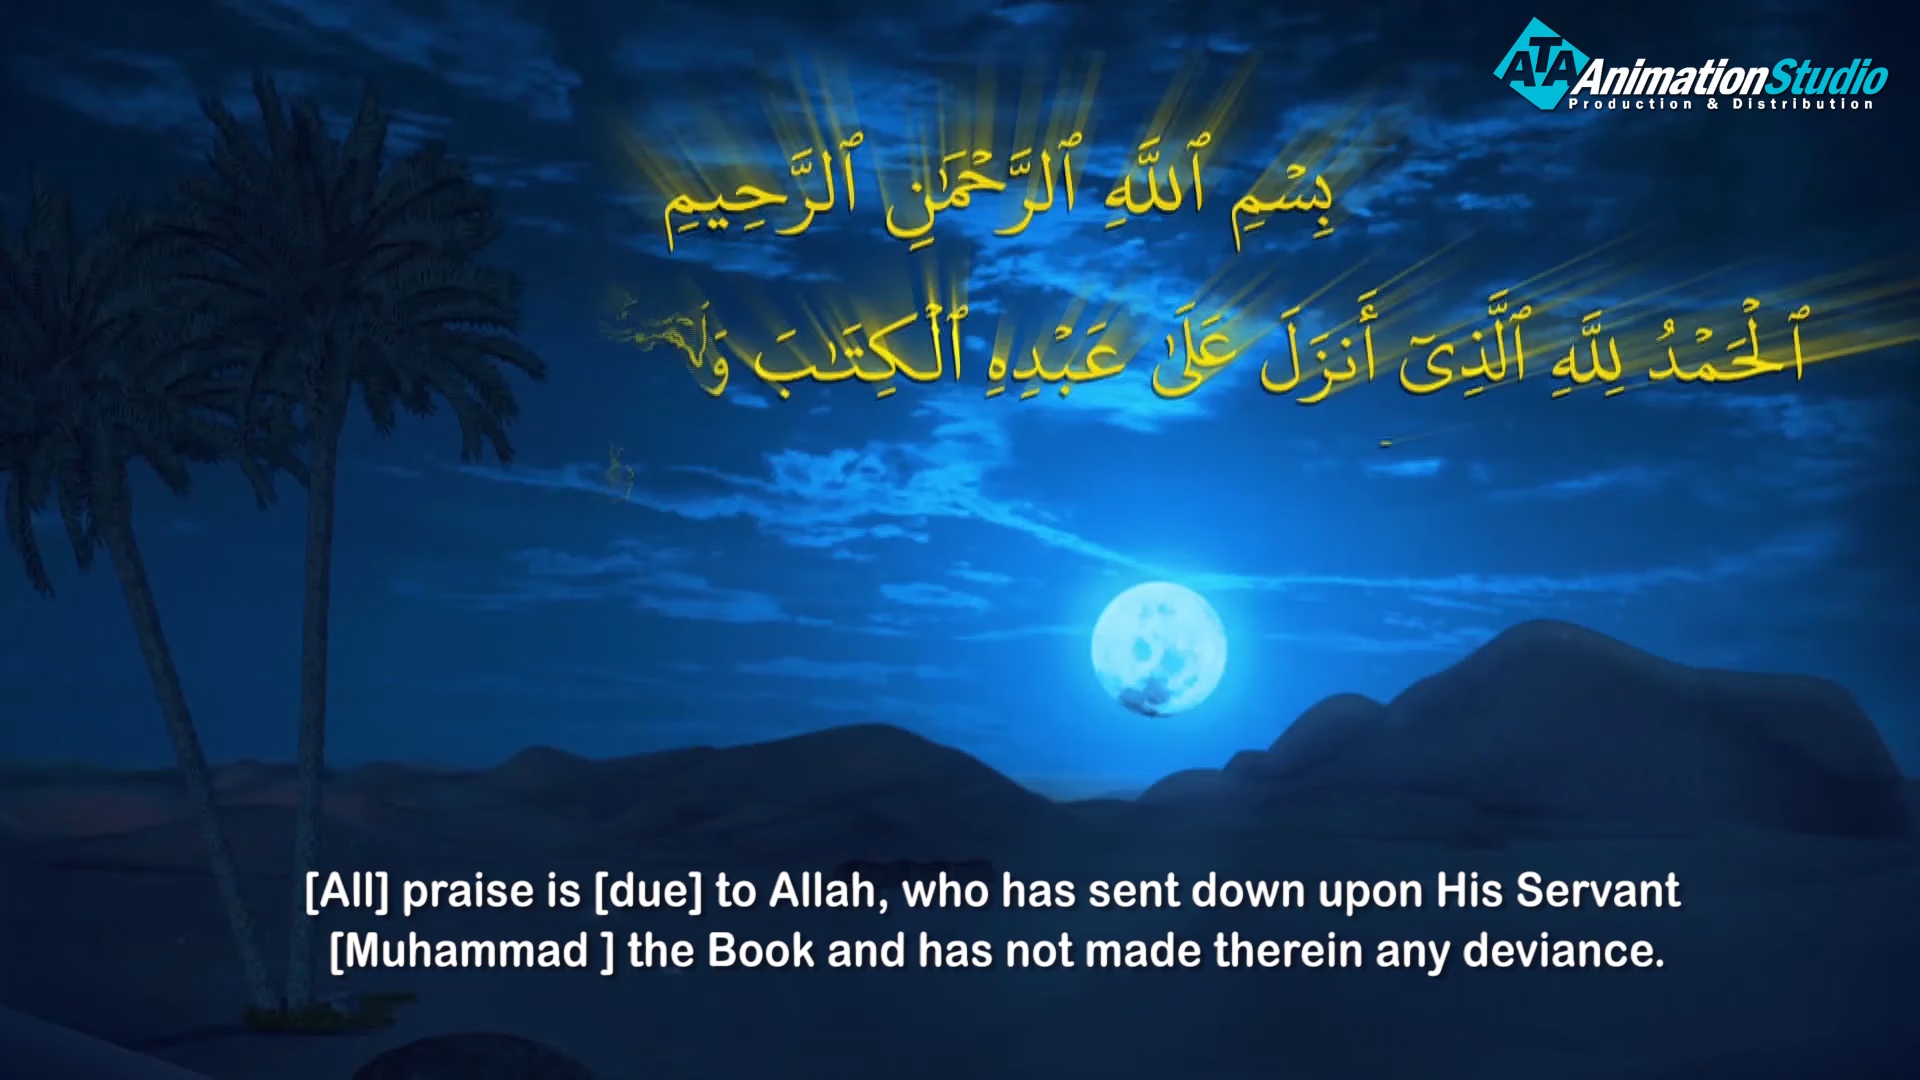 ATA AnimationStudio
Production & Distribution
بِسْمِ ٱللَّهِ ٱلرَّحْمَٰنِ ٱلرَّحِيمِ
ٱلْحَمْدُ لِلَّهِ ٱلَّذِىٓ أَنزَلَ عَلَىٰ عَبْدِهِ ٱلْكِتَٰبَ
[All] praise is [due] to Allah, who has sent down upon His Servant
[Muhammad ] the Book and has not made therein any deviance.